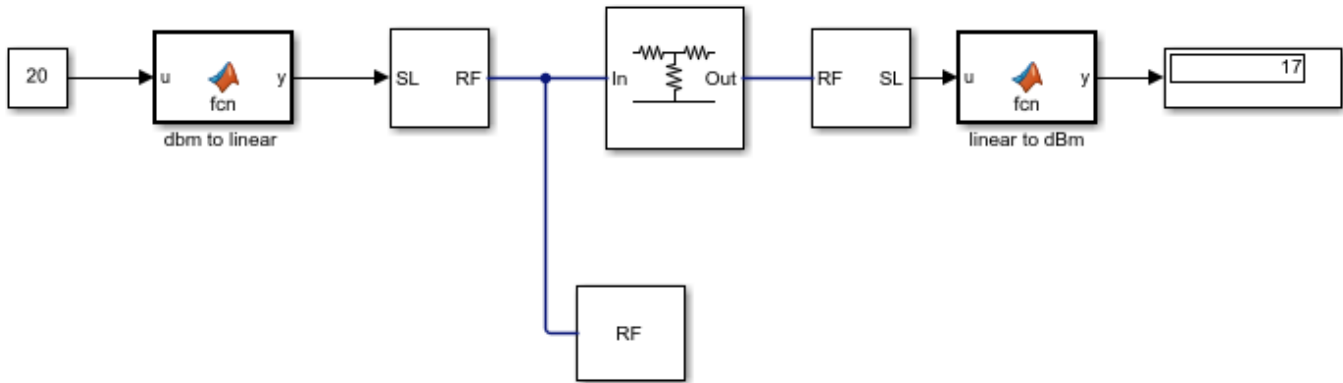 20
u
fcn
y
dbm to linear
SL
RF
In
Out
RF
SL
u
fcn
y
linear to dBm
17
RF